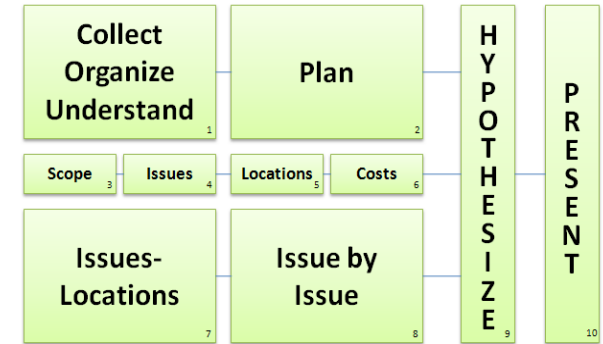 Collect
Organize
Understand
1
Plan
2
Scope
3
Issues
4
Locations
5
Costs
6
Issues-
Locations
7
Issue by
Issue
8
HYPOTHESIZE
9
PRESENT
10